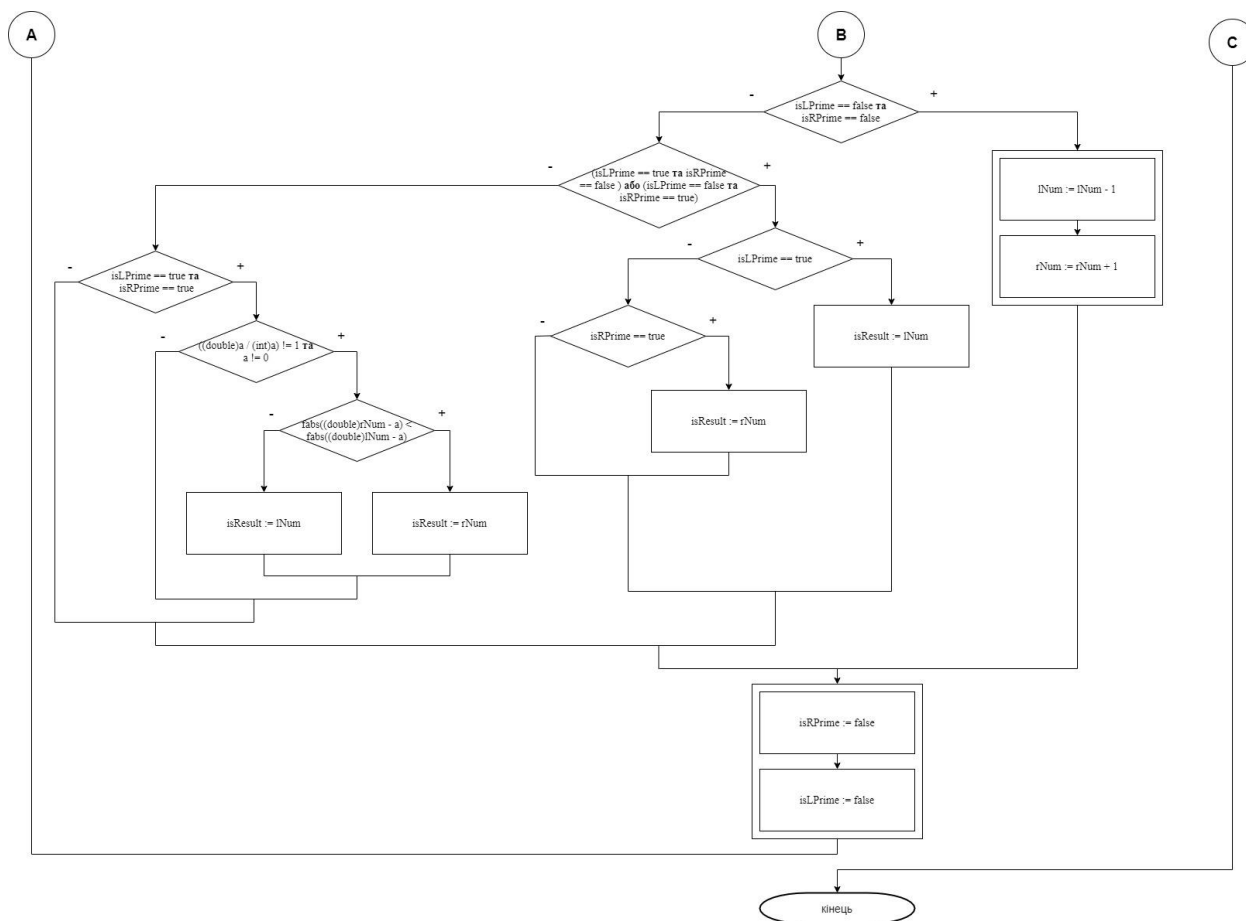 A
B
C
isLPrime == false та
isRPrime == false
-
+
(isLPrime == true та isRPrime
== false ) або (isLPrime == false та
isRPrime == true)
-
+
lNum := lNum - 1
rNum := rNum + 1
isLPrime == true та
isRPrime == true
-
+
isLPrime == true
-
+
((double)a / (int)a) != 1 та
a != 0
-
+
isRPrime == true
-
+
isResult := lNum
fabs((double)rNum - a) <
fabs((double)lNum - a)
-
+
isResult := rNum
isResult := lNum
isResult := rNum
isRPrime := false
isLPrime := false
кінець